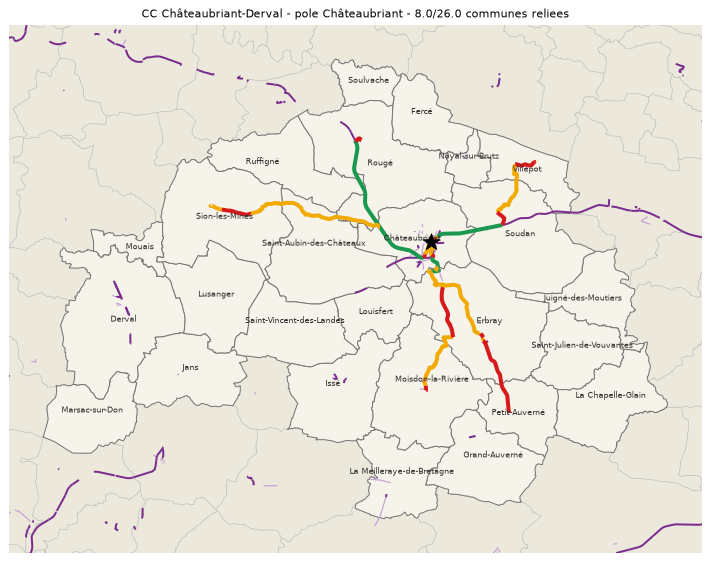 CC Châteaubriant-Derval - pole Châteaubriant - 8.0/26.0 communes reliees
Soulvache
Fercé
Noyal-sur-Brutz
Ruffigné
Rougé
Villepot
Sion-les-Mines
Châteaubriant
Soudan
Mouais
Saint-Aubin-des-Châteaux
Lusanger
Juigné-des-Moutiers
Derval
Saint-Vincent-des-Landes
Louisfert
Erbray
Saint-Julien-de-Vouvantes
Jans
Issé
Moisdon-la-Rivière
La Chapelle-Glain
Marsac-sur-Don
Petit-Auverné
Grand-Auverné
La Meilleraye-de-Bretagne